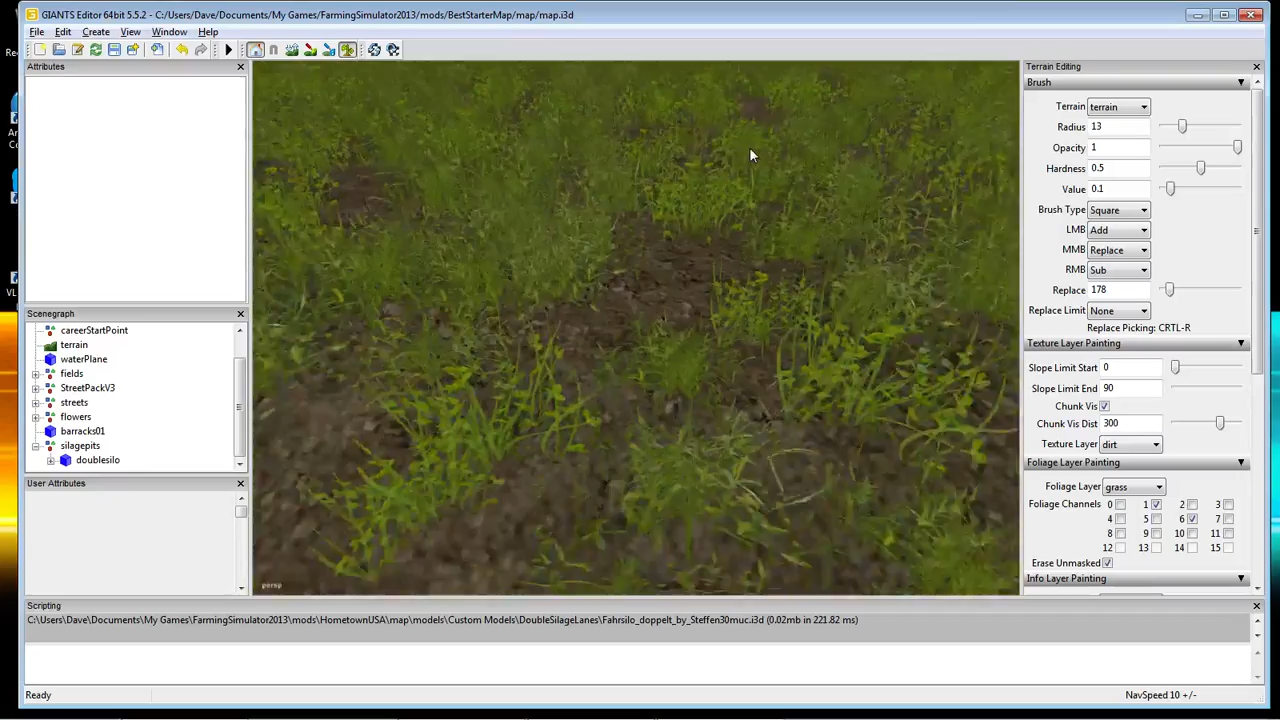 GIANTS Editor 64bit 5.5.2 - C:/Users/Dave/Documents/My Games/FarmingSimulator2013/mods/BestStarterMap/map/map.i3d
File Edit Create View Window Help
Attributes
Scenegraph
careerStartPoint
terrain
waterPlane
fields
StreetPackV3
streets
flowers
barracks01
silagepits
doublesilo
User Attributes
persp
Terrain Editing
Brush
Terrain terrain
Radius 13
Opacity 1
Hardness 0.5
Value 0.1
Brush Type Square
LMB Add
MMB Replace
RMB Sub
Replace 178
Replace Limit None
Replace Picking: CRTL-R
Texture Layer Painting
Slope Limit Start 0
Slope Limit End 90
Chunk Vis
Chunk Vis Dist 300
Texture Layer dirt
Foliage Layer Painting
Foliage Layer grass
Foliage Channels 0 1 2 3
4 5 6 7
8 9 10 11
12 13 14 15
Erase Unmasked
Info Layer Painting
Scripting
C:\Users\Dave\Documents\My Games\FarmingSimulator2013\mods\HometownUSA\map\models\Custom Models\DoubleSilageLanes\Fahrsilo_doppelt_by_Steffen30muc.i3d (0.02mb in 221.82 ms)
Ready
NavSpeed 10 +/-